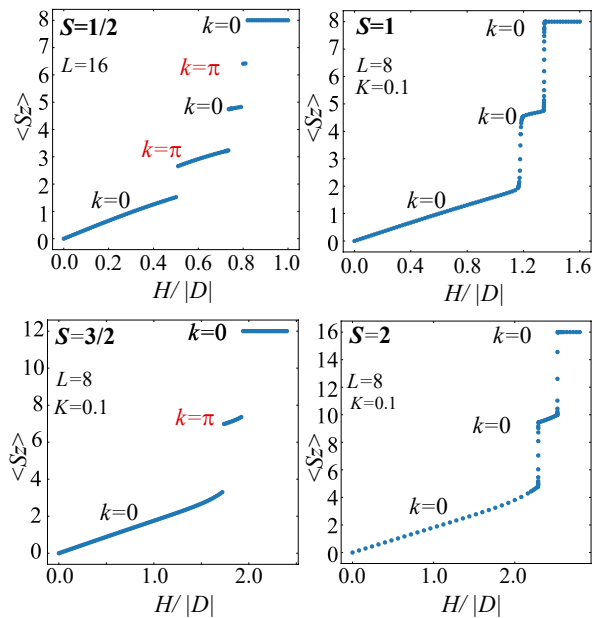 S=1/2
L=16
k=0
k=π
k=0
k=π
k=0
<Sz>
8
7
6
5
4
3
2
1
0
0.0 0.2 0.4 0.6 0.8 1.0
H/ |D|
S=1
L=8
K=0.1
k=0
k=0
k=0
<Sz>
8
7
6
5
4
3
2
1
0
0.0 0.4 0.8 1.2 1.6
H/ |D|
S=3/2
L=8
K=0.1
k=0
k=π
k=0
<Sz>
12
10
8
6
4
2
0
0.0 1.0 2.0
H/ |D|
S=2
L=8
K=0.1
k=0
k=0
k=0
<Sz>
16
14
12
10
8
6
4
2
0
0.0 1.0 2.0
H/ |D|